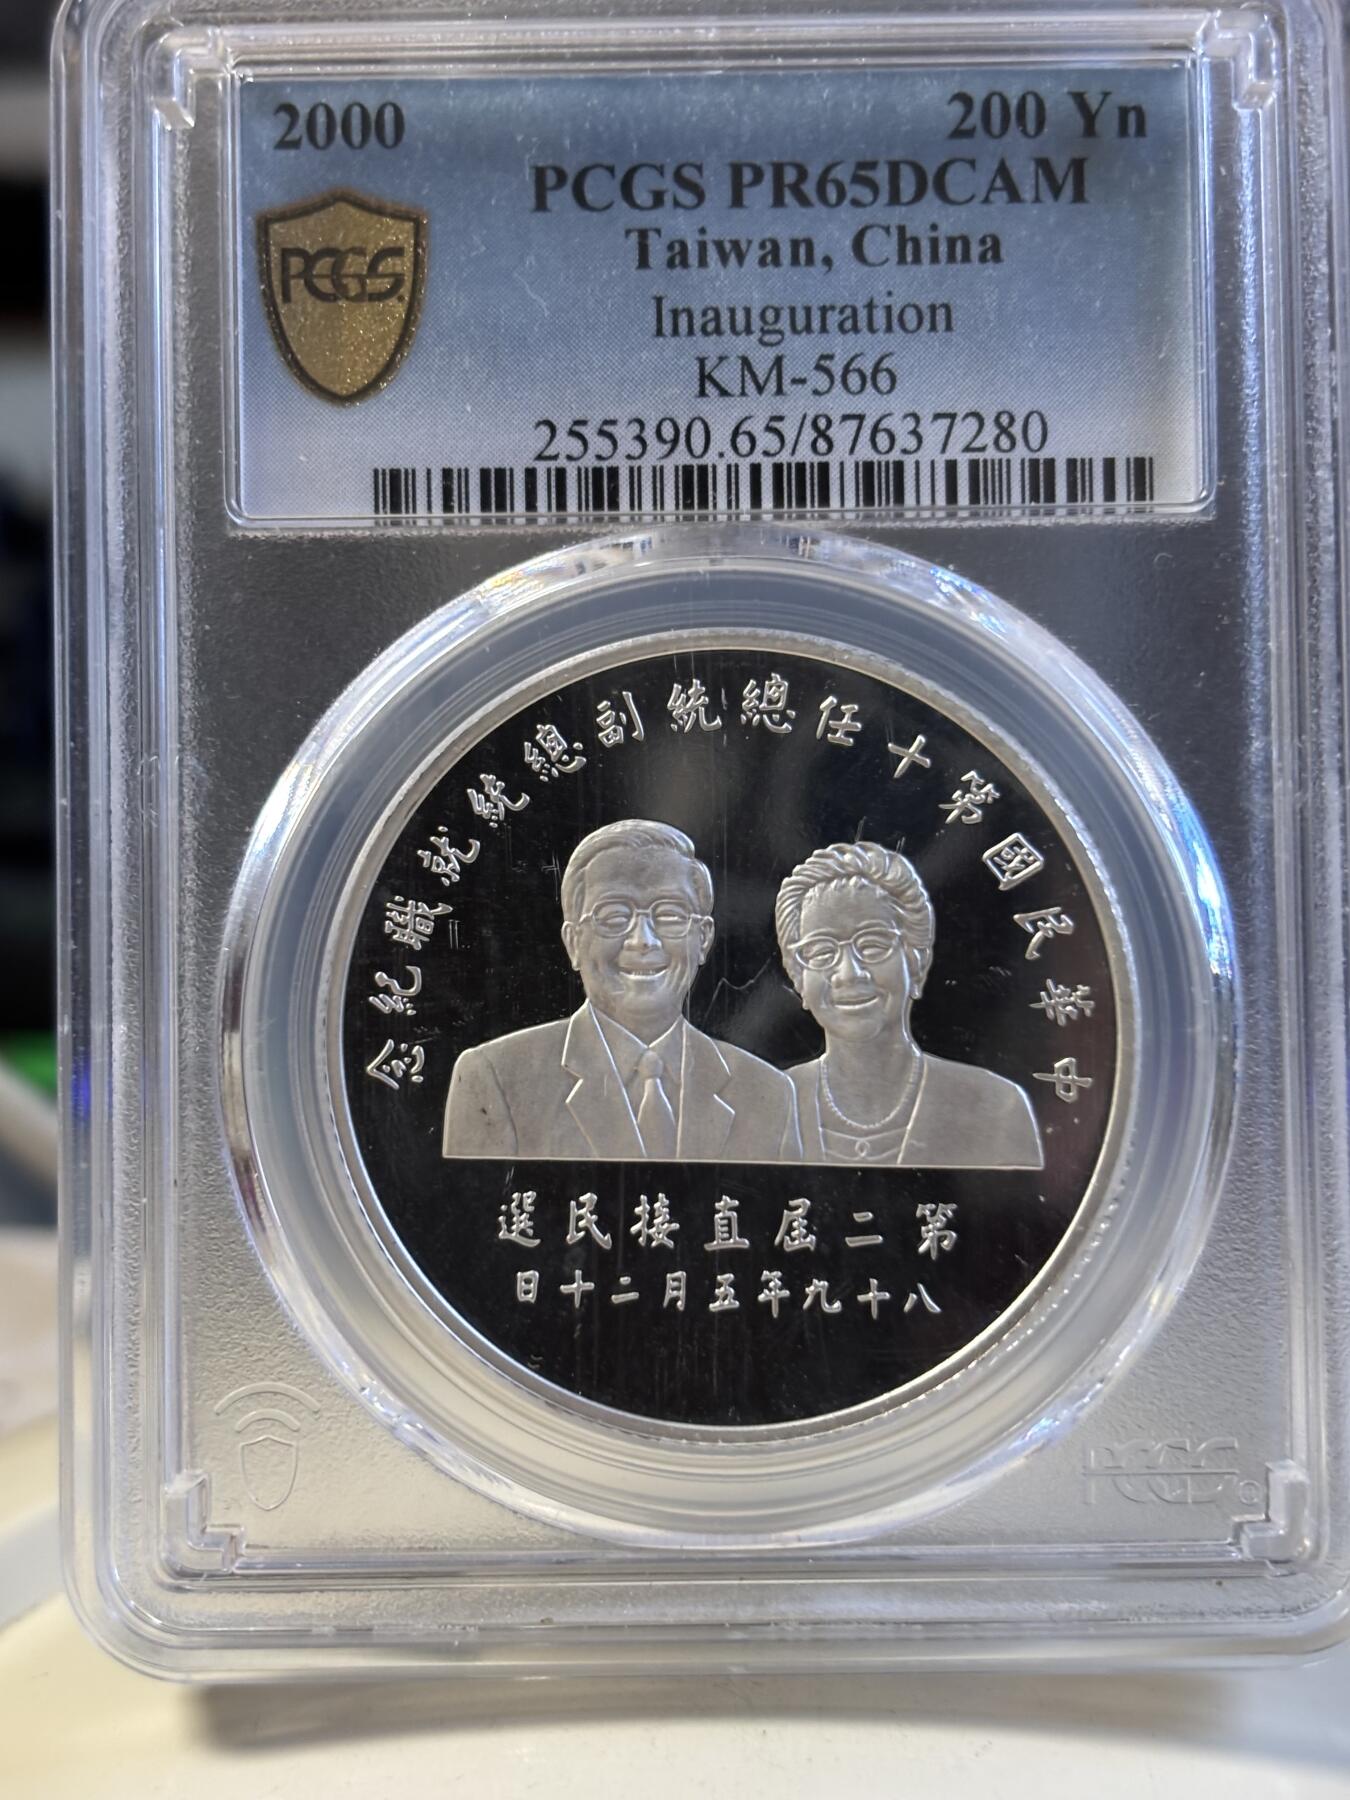 2000
200 Yn
PCGS PR65DCAM
Taiwan, China
PCGS
Inauguration
KM-566
255390.65/87637280
中華民國第十任總統副總統就職紀念
第二屆直接民選
八十九年五月二十日
PCGS